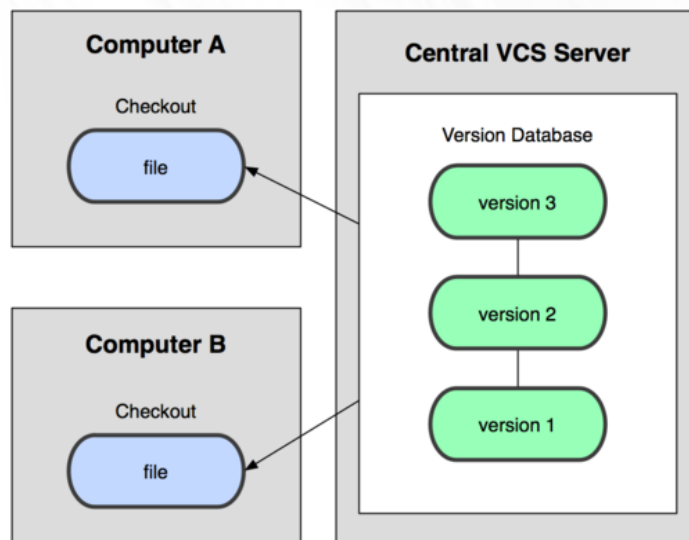 Computer A
Checkout
file
Computer B
Checkout
file
Central VCS Server
Version Database
version 3
version 2
version 1